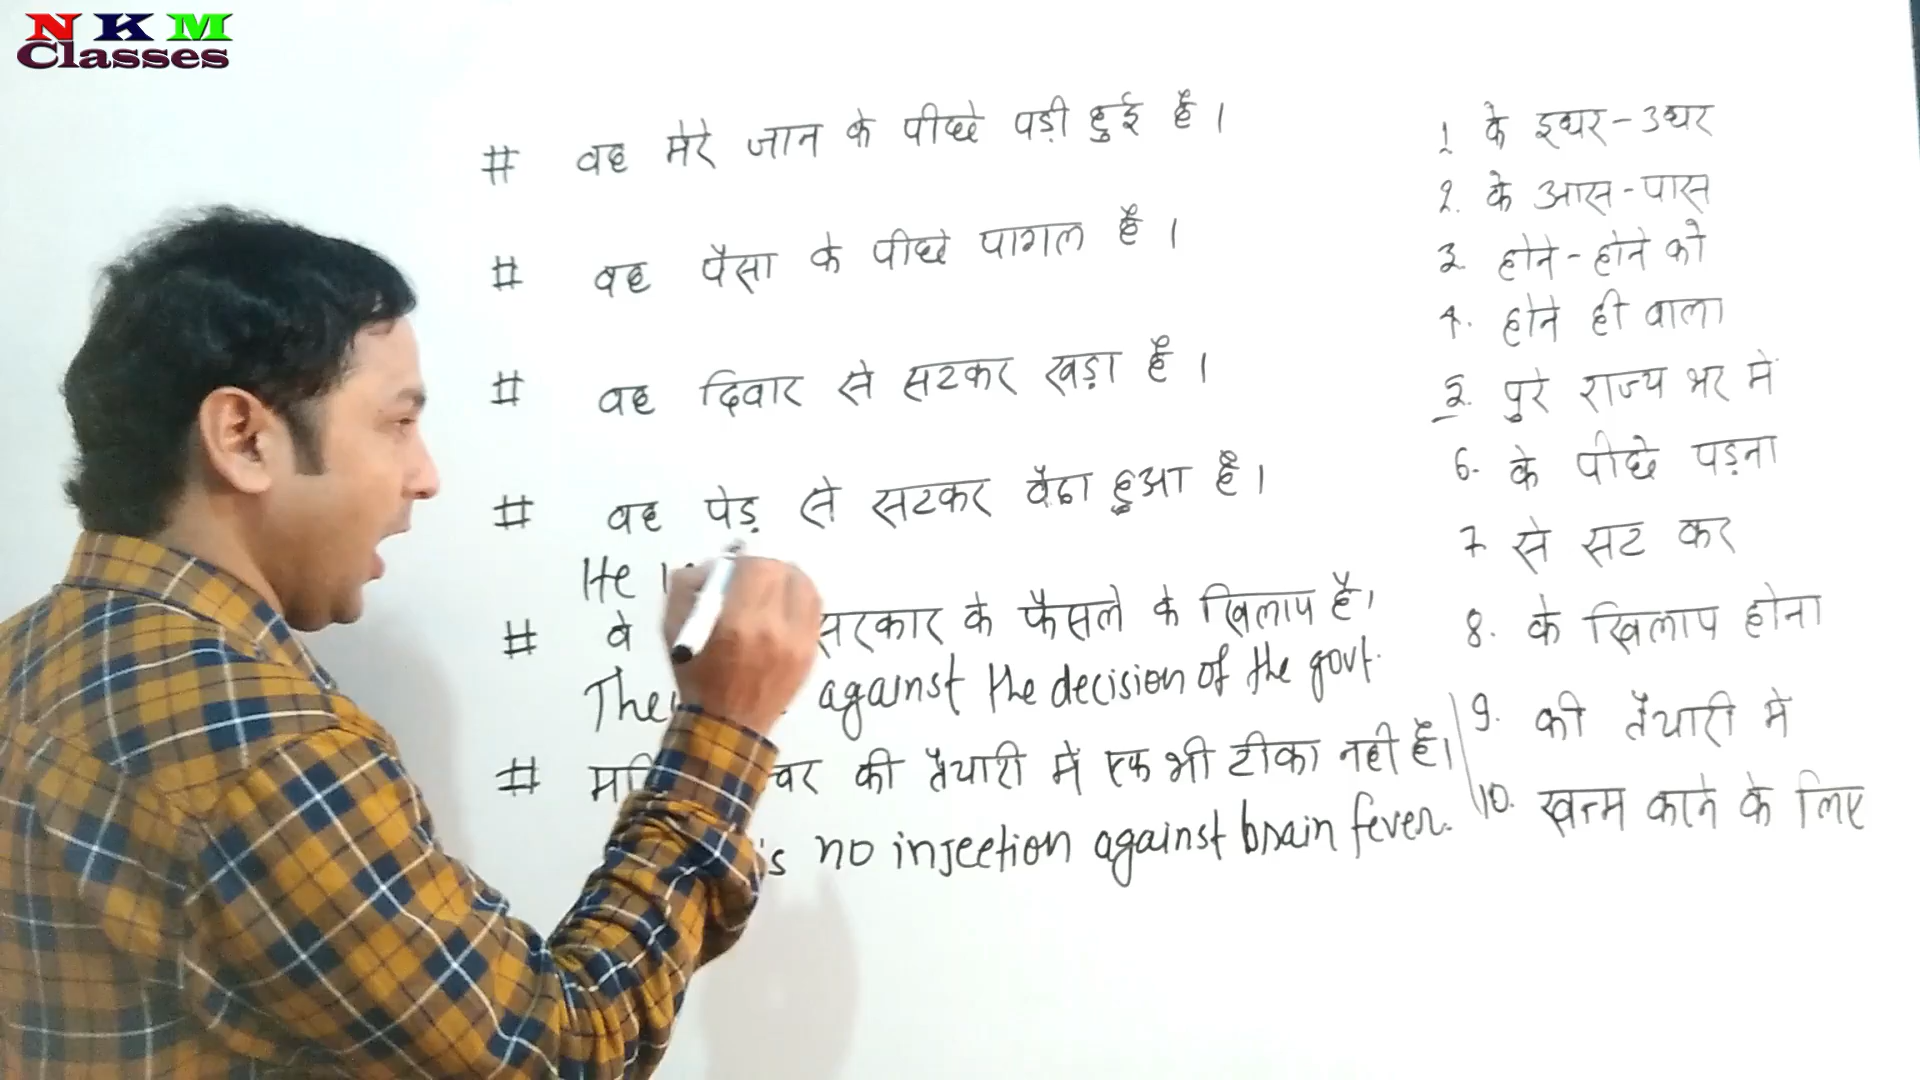 NKM
Classes
# वह मेरे जान के पीछे पड़ी हुई है।
# वह पैसा के पीछे पागल है।
# वह दिवार से सटकर खड़ा है।
# वह पेड़ से सटकर बैठा हुआ है।
He
# वे सरकार के फैसले के खिलाफ है।
against the decision of the govt.
# की तैयारी में एक भी टीका नही है।
is no injection against brain fever.
1. के इधर-उधर
2. के आस-पास
3. होने-होने को
4. होने ही वाला
5. पुरे राज्य भर में
6. के पीछे पड़ना
7. से सट कर
8. के खिलाफ होना
9. की तैयारी में
10. खत्म करने के लिए